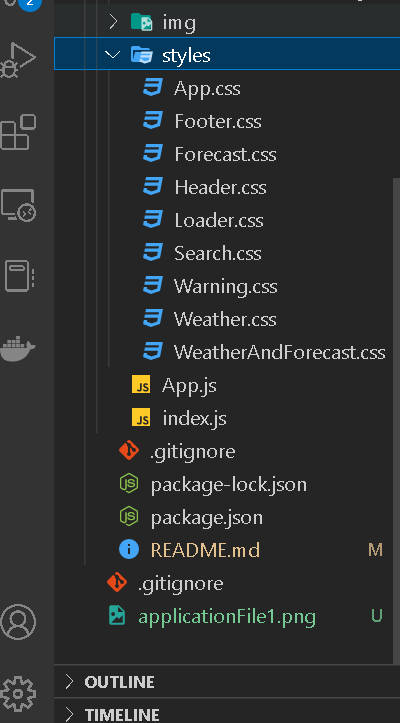 2
img
styles
App.css
Footer.css
Forecast.css
Header.css
Loader.css
Search.css
Warning.css
Weather.css
WeatherAndForecast.css
JS App.js
JS index.js
.gitignore
JS package-lock.json
JS package.json
README.md M
.gitignore
applicationFile1.png U
OUTLINE
TIMELINE